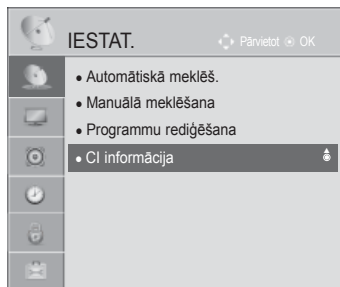 IESTAT.
Pārvietot OK
• Automātiskā meklēš.
• Manuālā meklēšana
• Programmu rediģēšana
• CI informācija